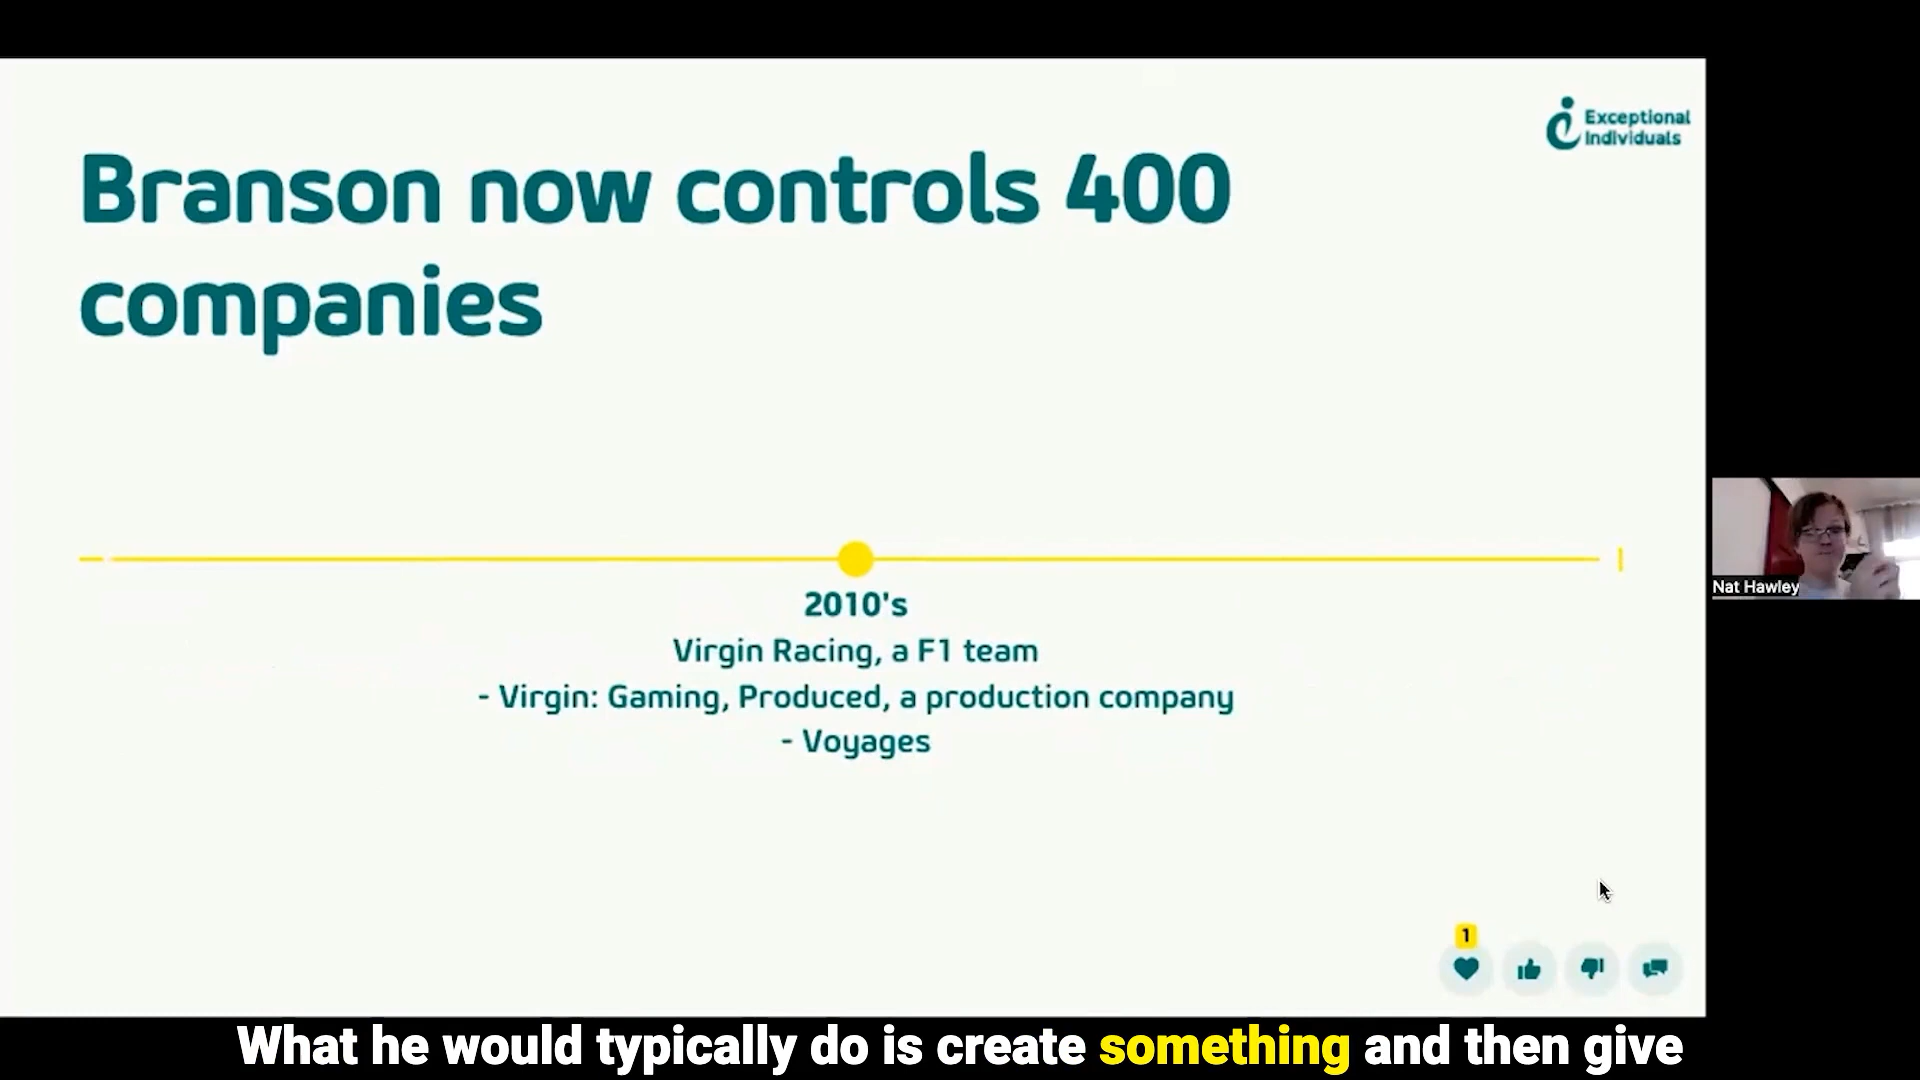 Exceptional
Individuals
Branson now controls 400
companies
2010's
Virgin Racing, a F1 team
- Virgin: Gaming, Produced, a production company
- Voyages
Nat Hawley
1
What he would typically do is create something and then give